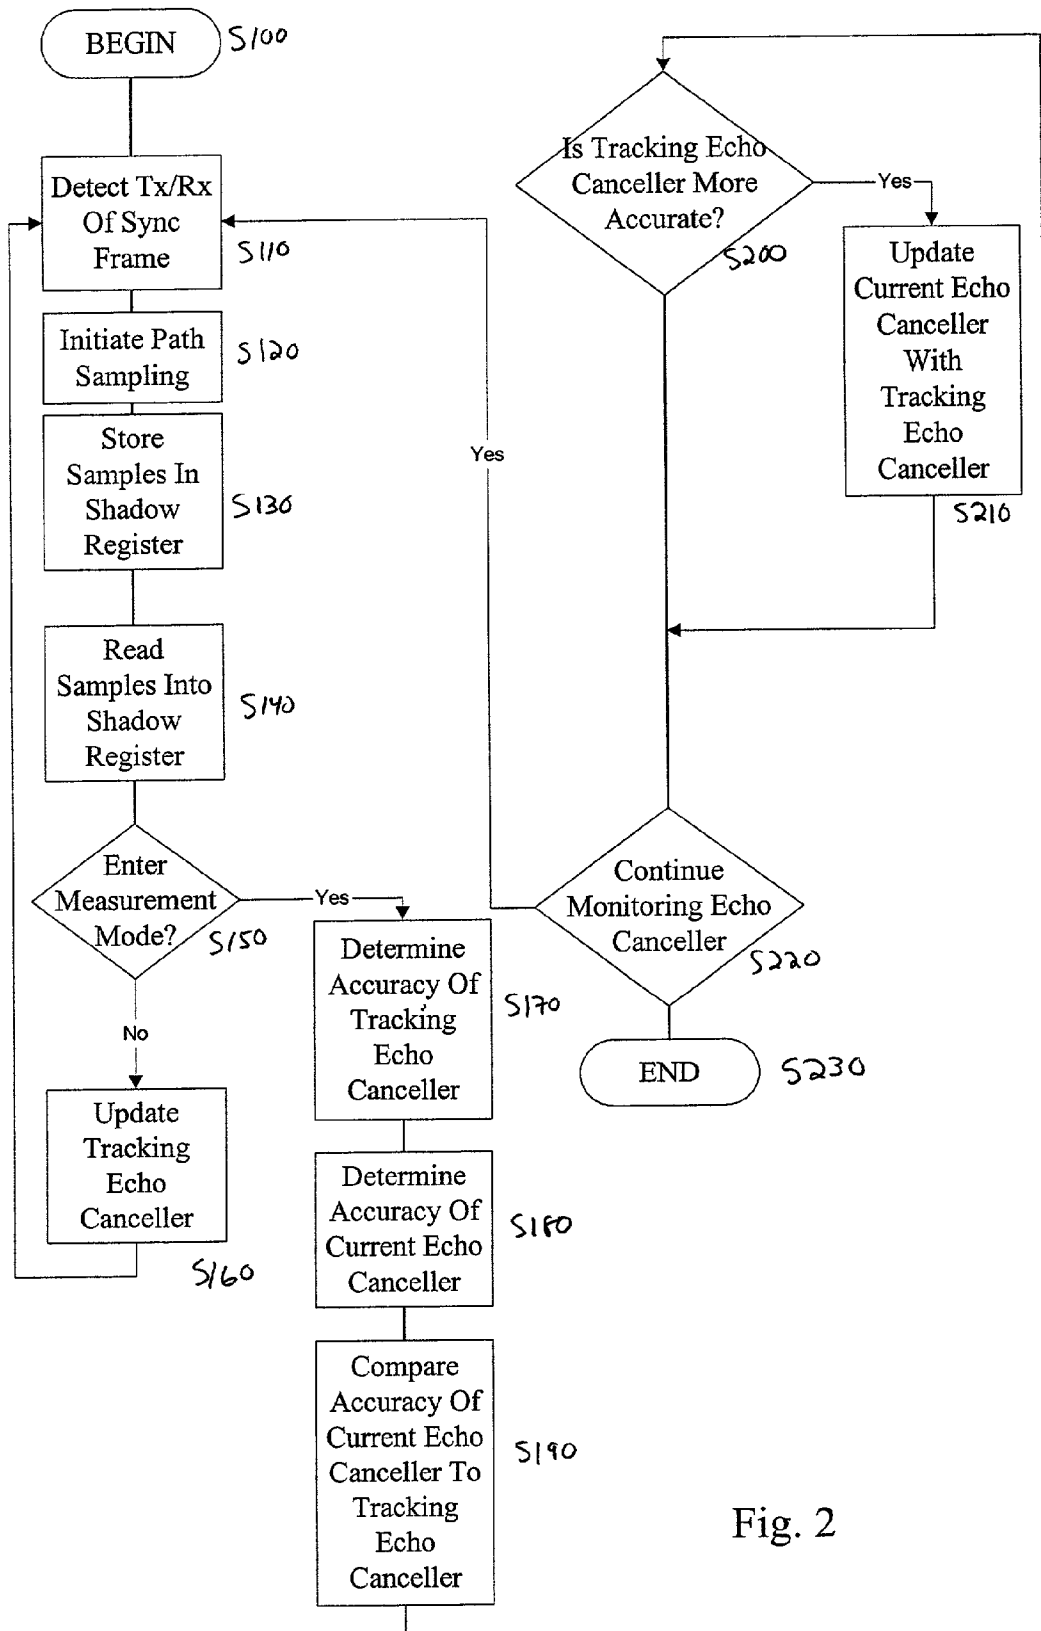 BEGIN
S100
Detect Tx/Rx
Of Sync
Frame
S110
Initiate Path
Sampling
S120
Store
Samples In
Shadow
Register
S130
Read
Samples Into
Shadow
Register
S140
Enter
Measurement
Mode?
S150
Yes
No
Update
Tracking
Echo
Canceller
S160
Determine
Accuracy Of
Tracking
Echo
Canceller
S170
Determine
Accuracy Of
Current Echo
Canceller
S180
Compare
Accuracy Of
Current Echo
Canceller To
Tracking
Echo
Canceller
S190
Is Tracking Echo
Canceller More
Accurate?
S200
Yes
Update
Current Echo
Canceller
With
Tracking
Echo
Canceller
S210
Continue
Monitoring Echo
Canceller
S220
Yes
END
S230
Fig. 2